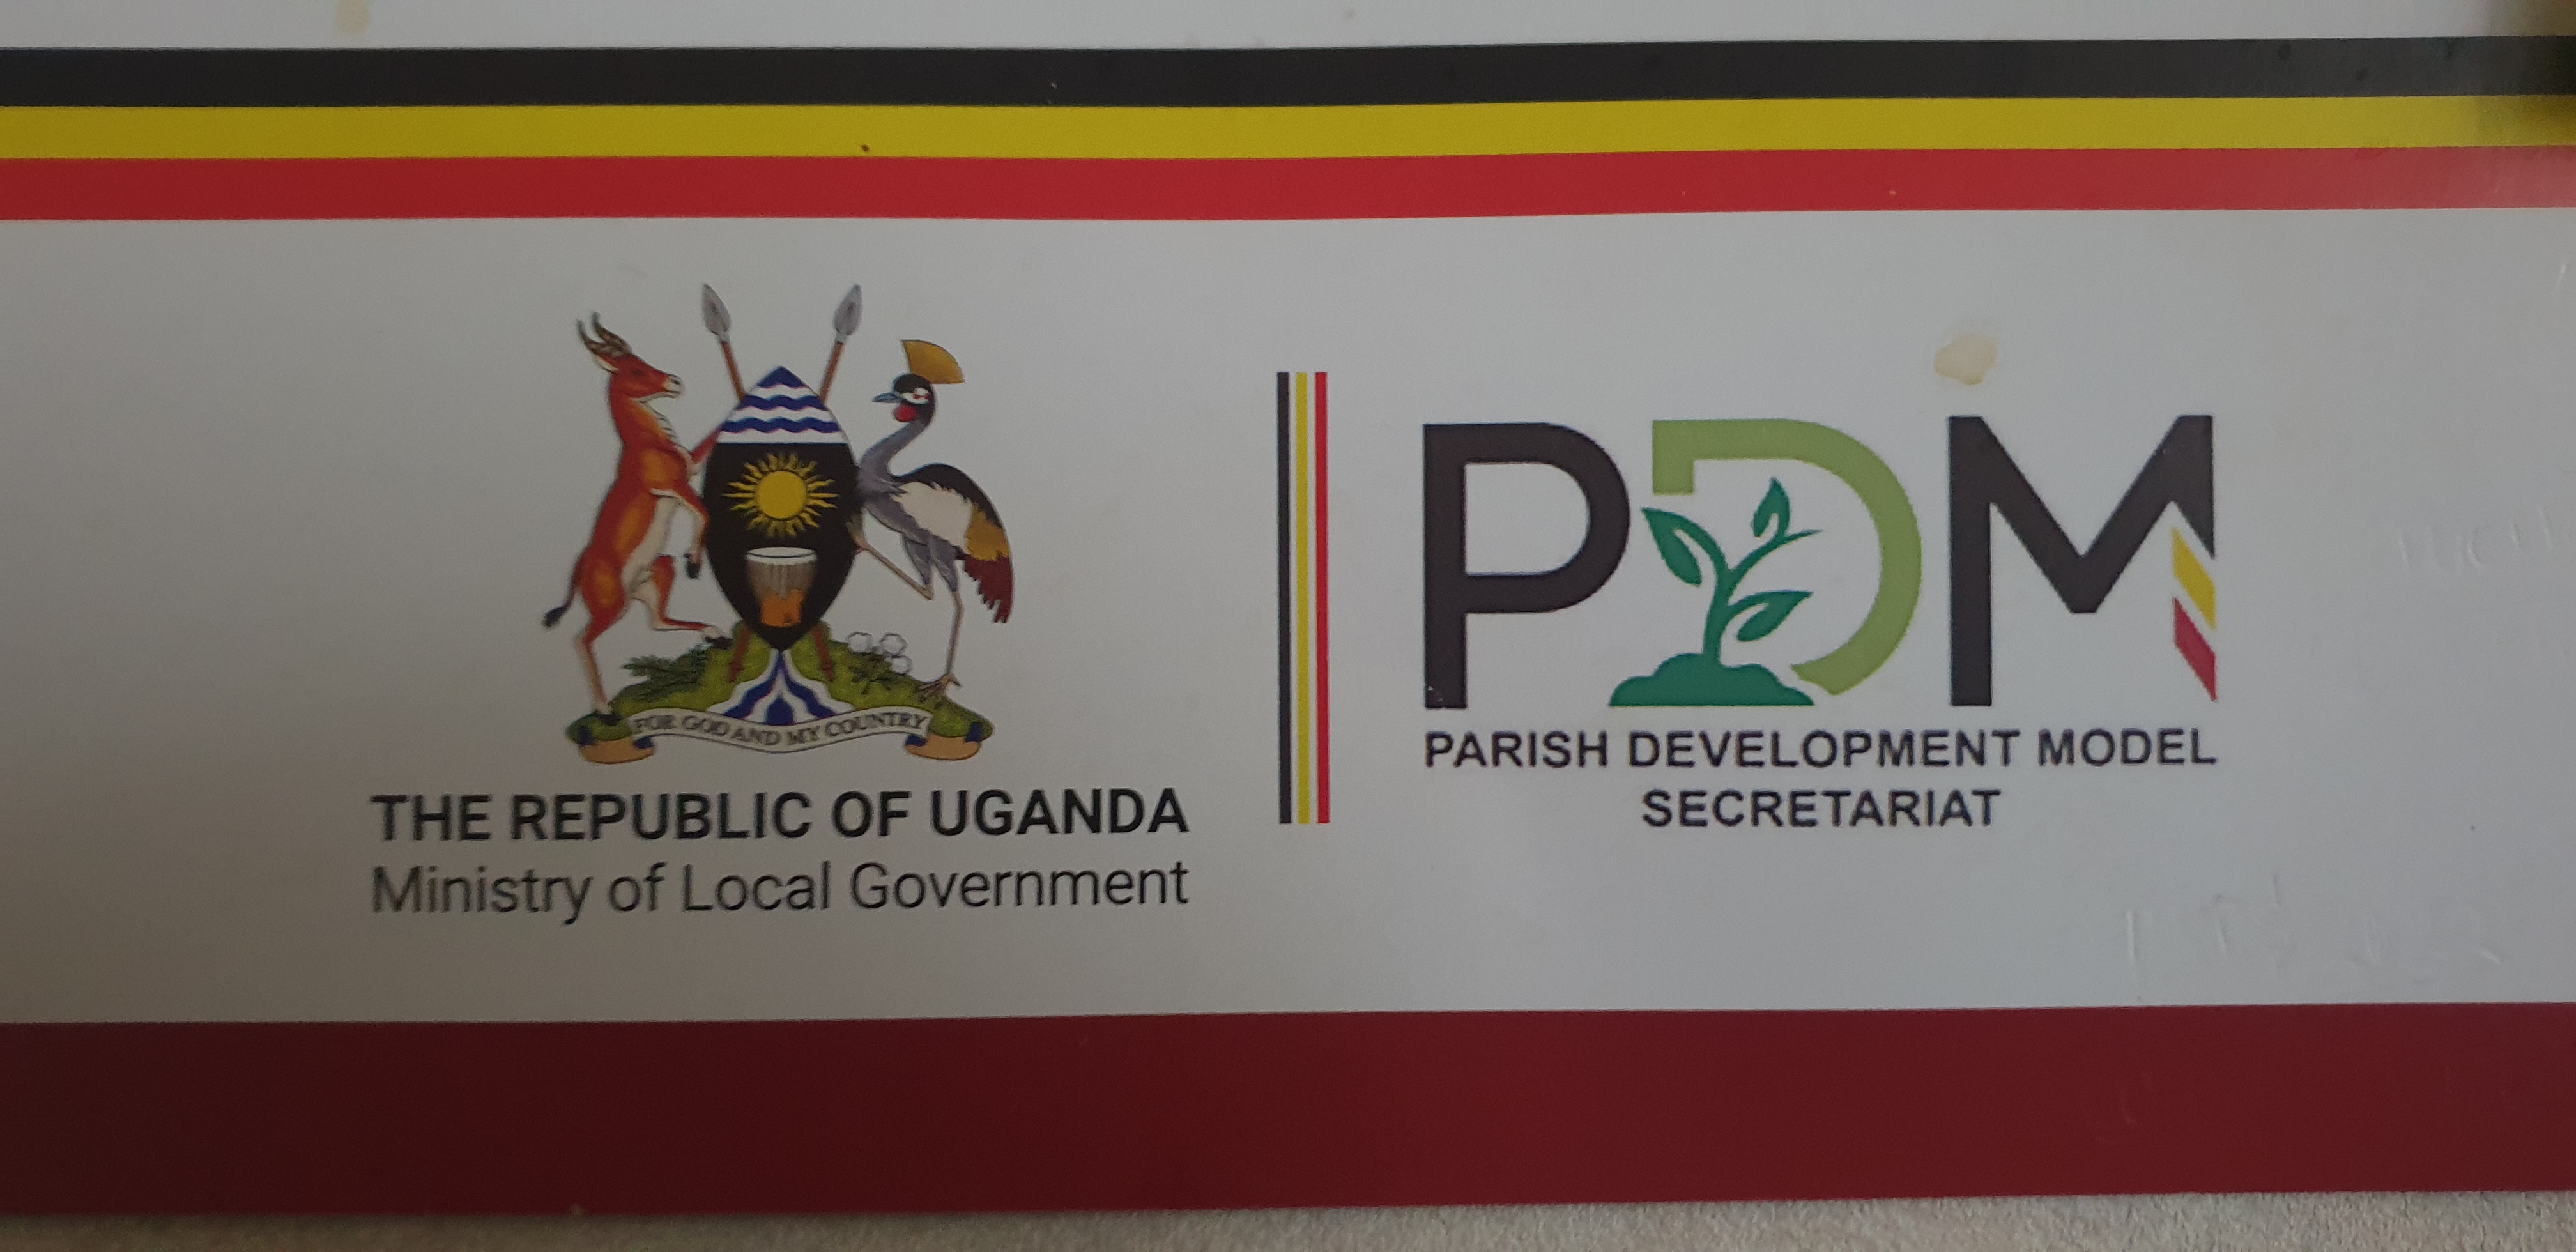 FOR GOD AND MY COUNTRY
THE REPUBLIC OF UGANDA
Ministry of Local Government
PDM
PARISH DEVELOPMENT MODEL
SECRETARIAT